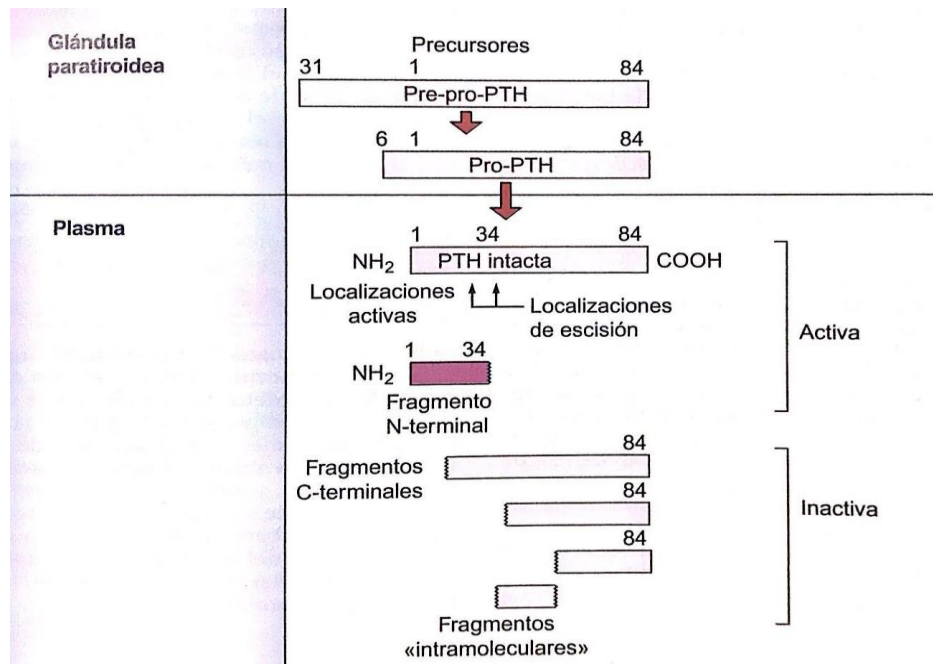 Glándula
paratiroidea
Precursores
31 1 84
Pre-pro-PTH
6 1 84
Pro-PTH
Plasma
1 34 84
NH2 PTH intacta COOH
Localizaciones
activas
Localizaciones
de escisión
Activa
1 34
NH2
Fragmento
N-terminal
84
Fragmentos
C-terminales
84
Inactiva
84
Fragmentos
«intramoleculares»